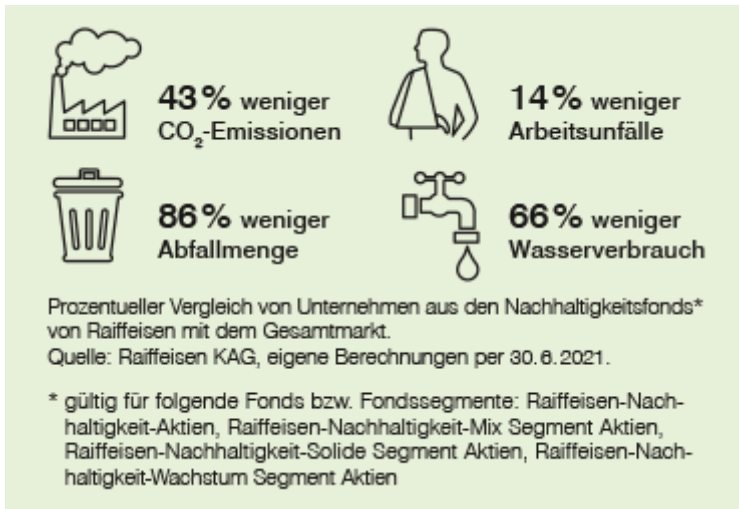 43% weniger
CO₂-Emissionen
14% weniger
Arbeitsunfälle
86% weniger
Abfallmenge
66% weniger
Wasserverbrauch
Prozentueller Vergleich von Unternehmen aus den Nachhaltigkeitsfonds*
von Raiffeisen mit dem Gesamtmarkt.
Quelle: Raiffeisen KAG, eigene Berechnungen per 30.6.2021.
* gültig für folgende Fonds bzw. Fondssegmente: Raiffeisen-Nach-
haltigkeit-Aktien, Raiffeisen-Nachhaltigkeit-Mix Segment Aktien,
Raiffeisen-Nachhaltigkeit-Solide Segment Aktien, Raiffeisen-Nach-
haltigkeit-Wachstum Segment Aktien